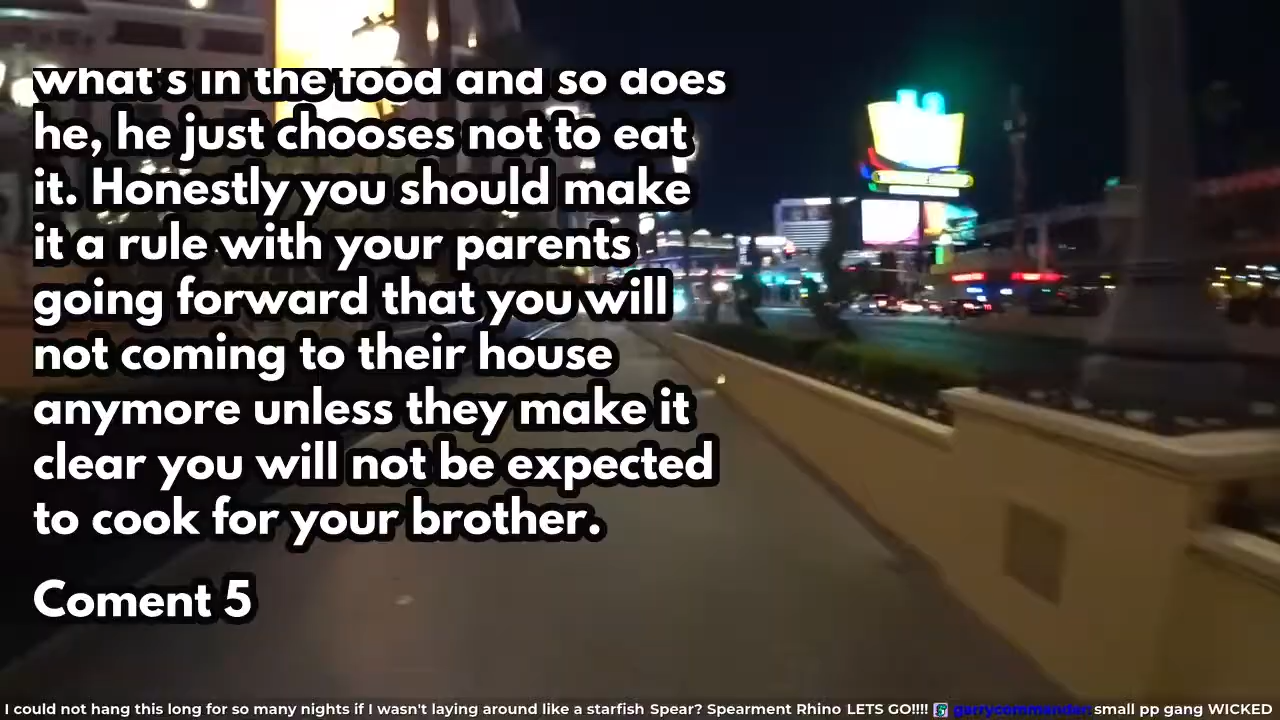 what's in the food and so does
he, he just chooses not to eat
it. Honestly you should make
it a rule with your parents
going forward that you will
not coming to their house
anymore unless they make it
clear you will not be expected
to cook for your brother.
Coment 5
I could not hang this long for so many nights if I wasn't laying around like a starfish Spear? Spearment Rhino LETS GO!!!! gurrycommander: small pp gang WICKED